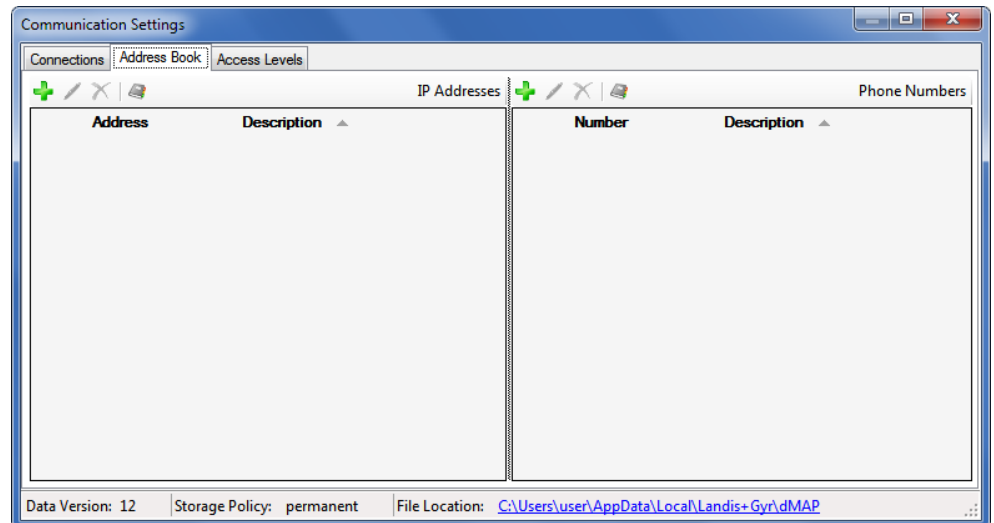 Communication Settings
Connections Address Book Access Levels
IP Addresses
Address Description
Phone Numbers
Number Description
Data Version: 12 Storage Policy: permanent File Location: C:\Users\user\AppData\Local\Landis+Gyr\dMAP